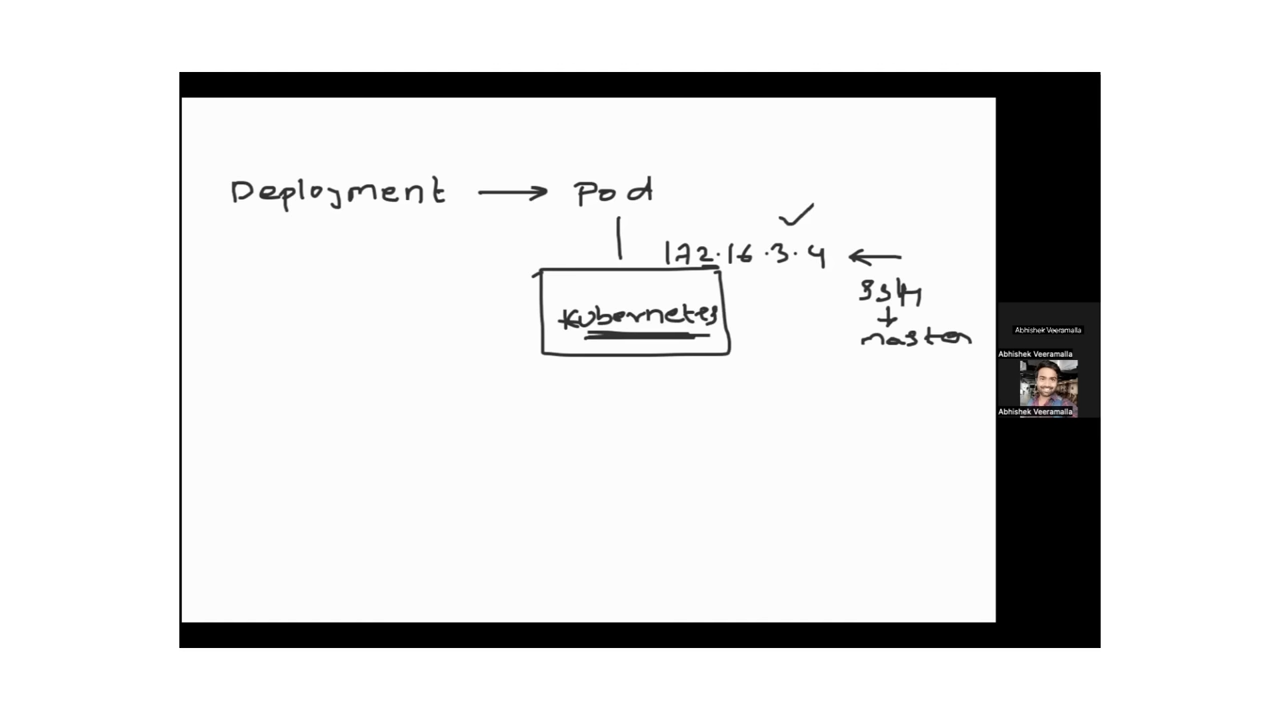 Deployment → Pod
172.16.3.4 ←
SSH
↓
master
Kubernetes
Abhishek Veeramalla
Abhishek Veeramalla
Abhishek Veeramalla